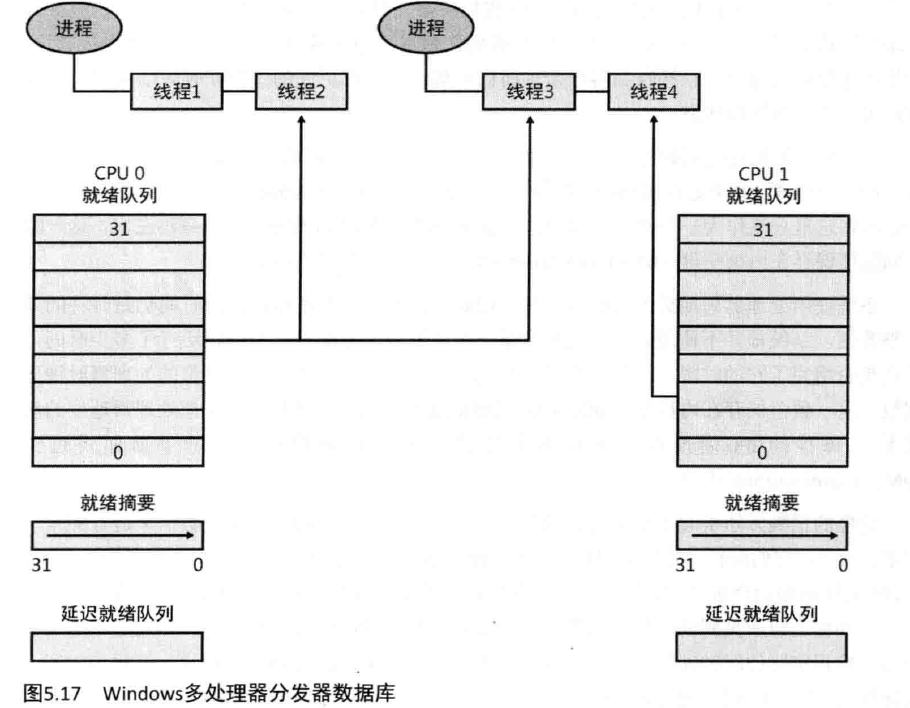 进程 进程
线程1 线程2 线程3 线程4
CPU 0 CPU 1
就绪队列 就绪队列
31 31
0 0
就绪摘要 就绪摘要
31 0 31 0
延迟就绪队列 延迟就绪队列
图5.17 Windows多处理器分发器数据库